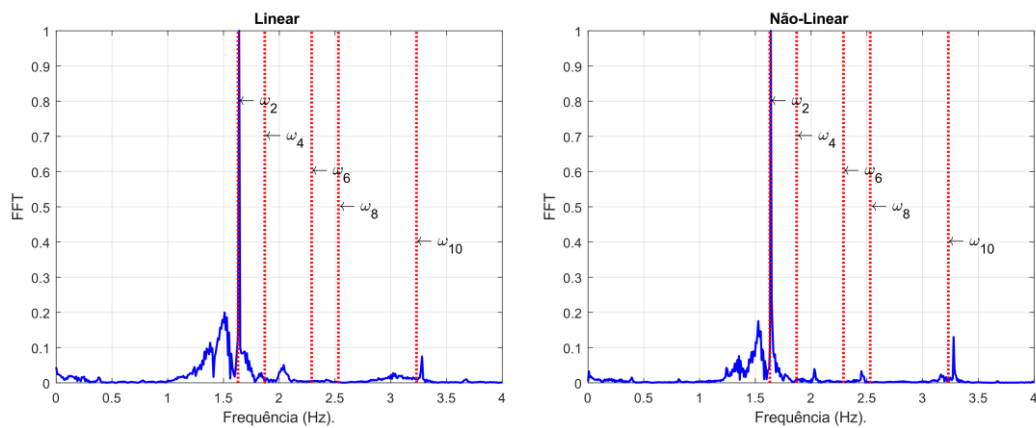 Linear
FFT
1
0.9
0.8
0.7
0.6
0.5
0.4
0.3
0.2
0.1
0
← ω2
← ω4
← ω6
← ω8
← ω10
0 0.5 1 1.5 2 2.5 3 3.5 4
Frequência (Hz).
Não-Linear
FFT
1
0.9
0.8
0.7
0.6
0.5
0.4
0.3
0.2
0.1
0
← ω2
← ω4
← ω6
← ω8
← ω10
0 0.5 1 1.5 2 2.5 3 3.5 4
Frequência (Hz).